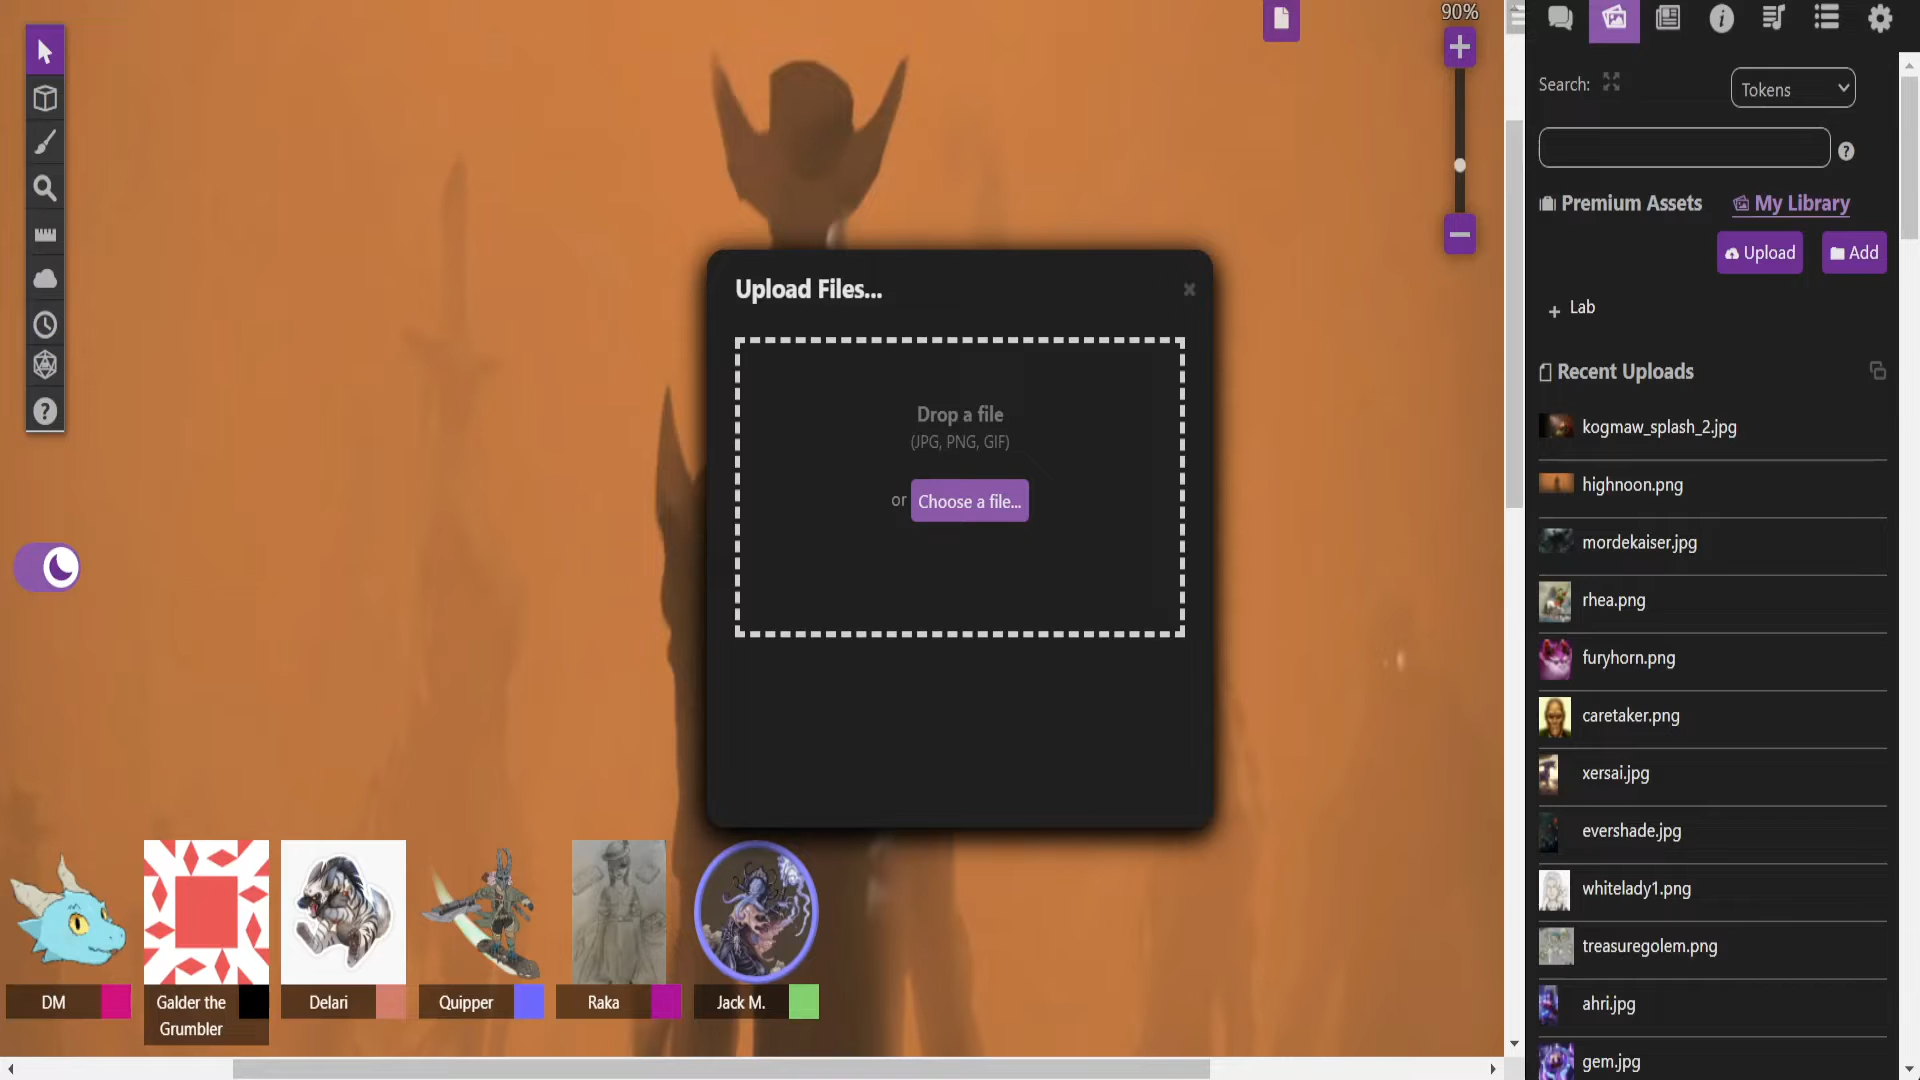 90%
Search:
Tokens
Premium Assets
My Library
Upload
Add
Lab
Recent Uploads
kogmaw_splash_2.jpg
highnoon.png
mordekaiser.jpg
rhea.png
furyhorn.png
caretaker.png
xersai.jpg
evershade.jpg
whitelady1.png
treasuregolem.png
ahri.jpg
gem.jpg
Upload Files...
Drop a file
(JPG, PNG, GIF)
or Choose a file...
DM
Galder the
Grumbler
Delari
Quipper
Raka
Jack M.